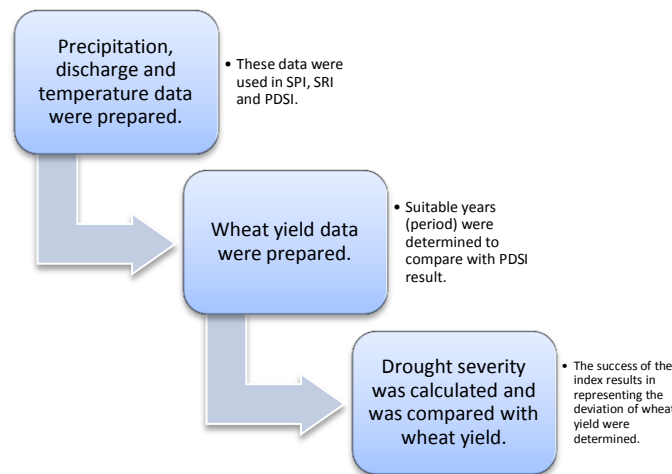 Precipitation,
discharge and
temperature data
were prepared.
• These data were
used in SPI, SRI
and PDSI.
Wheat yield data
were prepared.
• Suitable years
(period) were
determined to
compare with PDSI
result.
Drought severity
was calculated and
was compared with
wheat yield.
• The success of the
index results in
representing the
deviation of wheat
yield were
determined.